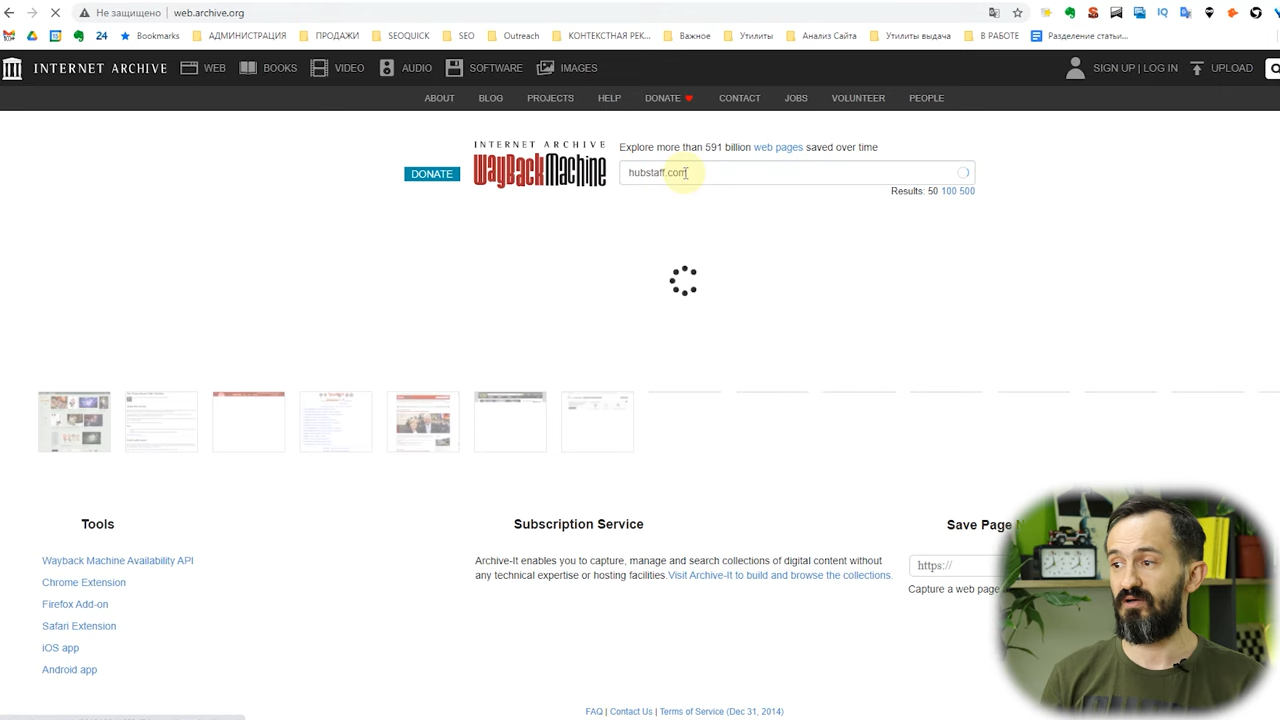 Не защищено web.archive.org
24 Bookmarks АДМИНИСТРАЦИЯ ПРОДАЖИ SEOQUICK SEO Outreach КОНТЕКСТНАЯ РЕК... Важное Утилиты Анализ Сайта Утилиты выдача В РАБОТЕ Разделение статьи...
INTERNET ARCHIVE WEB BOOKS VIDEO AUDIO SOFTWARE IMAGES SIGN UP | LOG IN UPLOAD
ABOUT BLOG PROJECTS HELP DONATE CONTACT JOBS VOLUNTEER PEOPLE
INTERNET ARCHIVE
WayBackMachine
DONATE
Explore more than 591 billion web pages saved over time
hubstaff.com
Results: 50 100 500
Tools
Wayback Machine Availability API
Chrome Extension
Firefox Add-on
Safari Extension
iOS app
Android app
Subscription Service
Archive-It enables you to capture, manage and search collections of digital content without
any technical expertise or hosting facilities.Visit Archive-It to build and browse the collections.
Save Page
https://
Capture a web page
FAQ | Contact Us | Terms of Service (Dec 31, 2014)